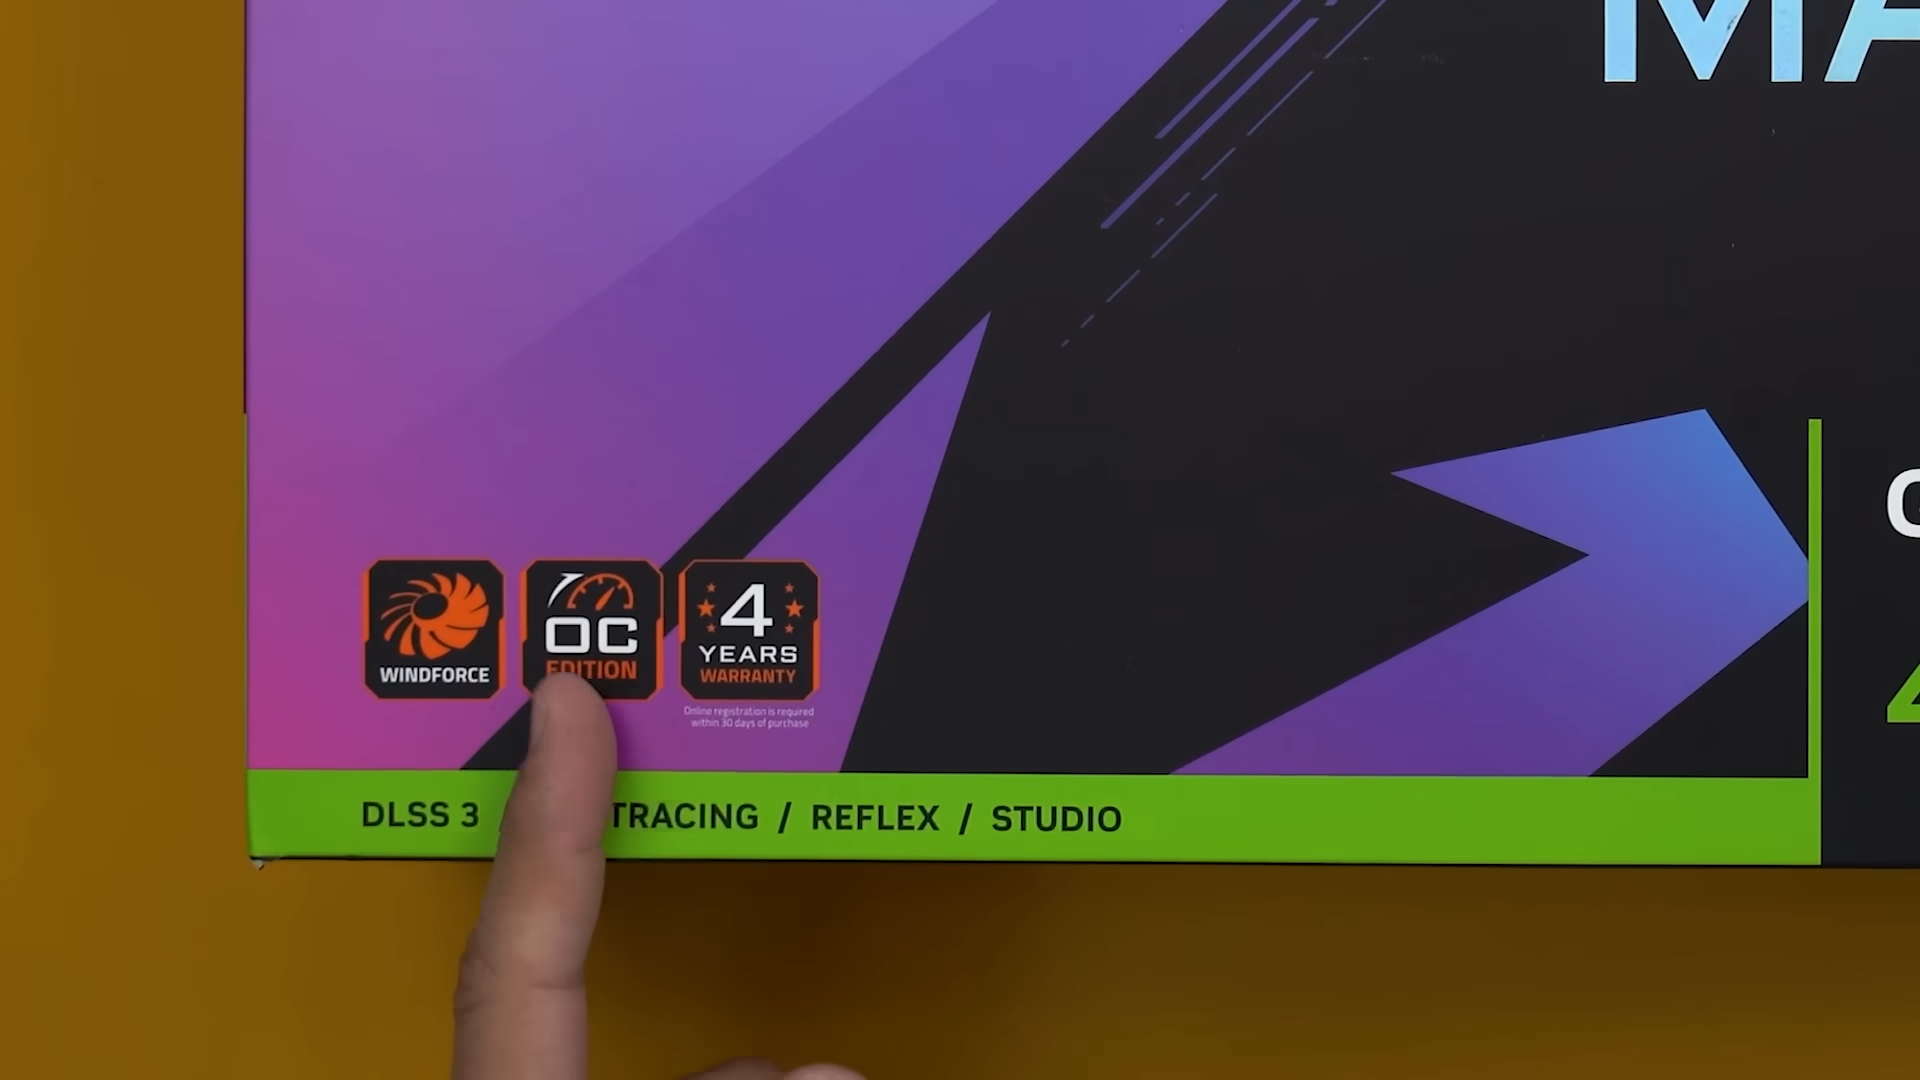 MA
WINDFORCE
OC
EDITION
4
YEARS
WARRANTY
Online registration is required
within 30 days of purchase
DLSS 3 TRACING / REFLEX / STUDIO